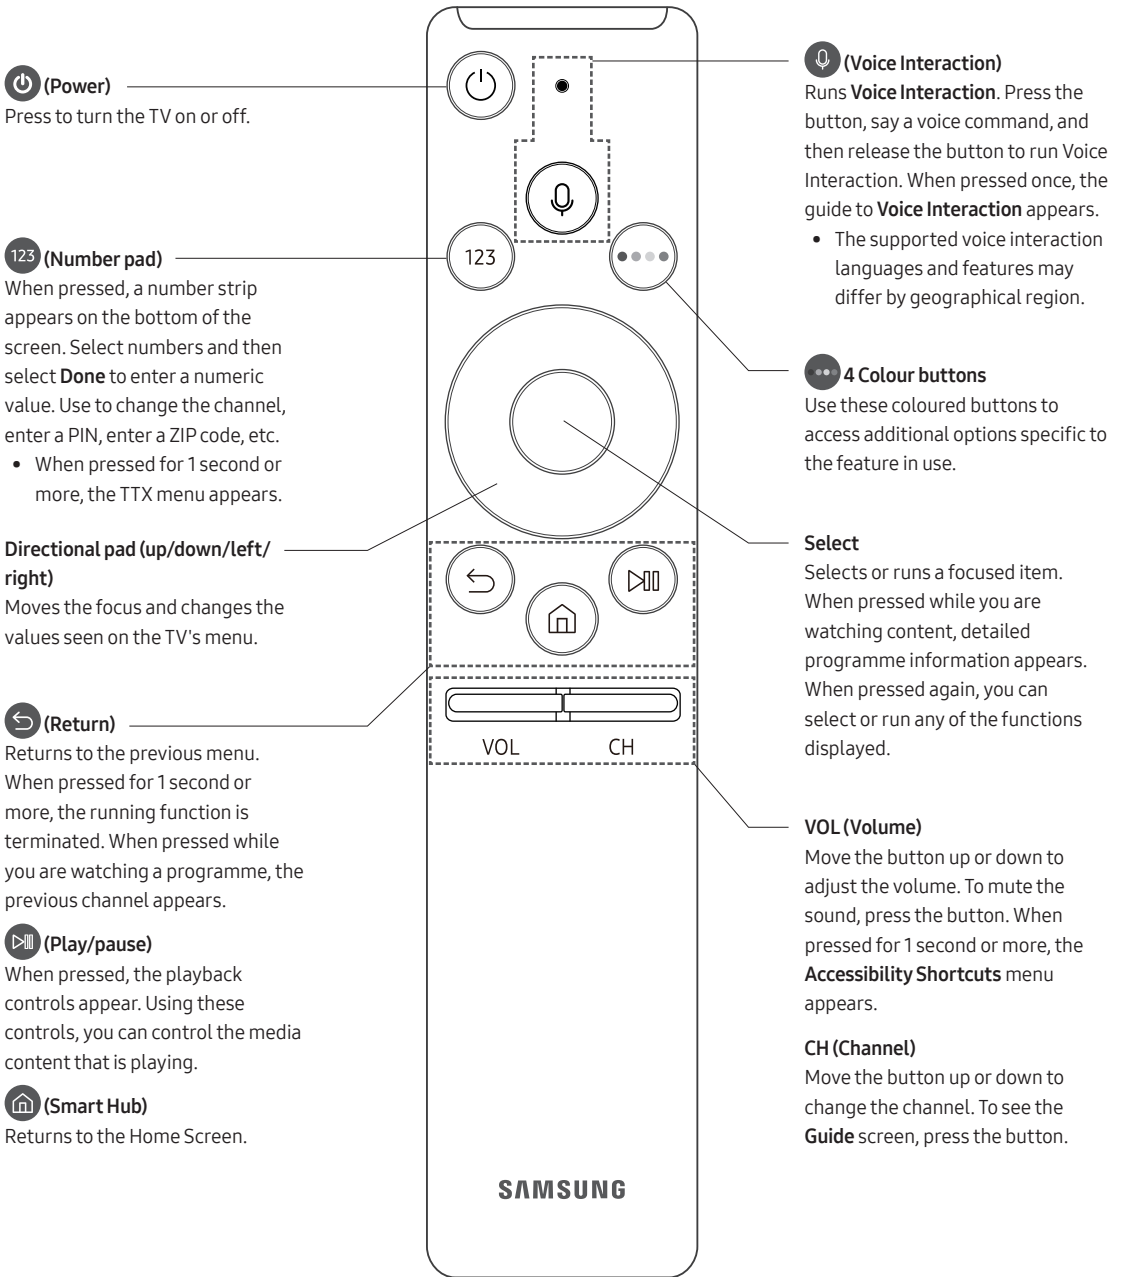 (Power)
Press to turn the TV on or off.
123 (Number pad)
When pressed, a number strip
appears on the bottom of the
screen. Select numbers and then
select Done to enter a numeric
value. Use to change the channel,
enter a PIN, enter a ZIP code, etc.
• When pressed for 1 second or
more, the TTX menu appears.
Directional pad (up/down/left/
right)
Moves the focus and changes the
values seen on the TV's menu.
(Return)
Returns to the previous menu.
When pressed for 1 second or
more, the running function is
terminated. When pressed while
you are watching a programme, the
previous channel appears.
(Play/pause)
When pressed, the playback
controls appear. Using these
controls, you can control the media
content that is playing.
(Smart Hub)
Returns to the Home Screen.
123
VOL CH
SAMSUNG
(Voice Interaction)
Runs Voice Interaction. Press the
button, say a voice command, and
then release the button to run Voice
Interaction. When pressed once, the
guide to Voice Interaction appears.
• The supported voice interaction
languages and features may
differ by geographical region.
4 Colour buttons
Use these coloured buttons to
access additional options specific to
the feature in use.
Select
Selects or runs a focused item.
When pressed while you are
watching content, detailed
programme information appears.
When pressed again, you can
select or run any of the functions
displayed.
VOL (Volume)
Move the button up or down to
adjust the volume. To mute the
sound, press the button. When
pressed for 1 second or more, the
Accessibility Shortcuts menu
appears.
CH (Channel)
Move the button up or down to
change the channel. To see the
Guide screen, press the button.